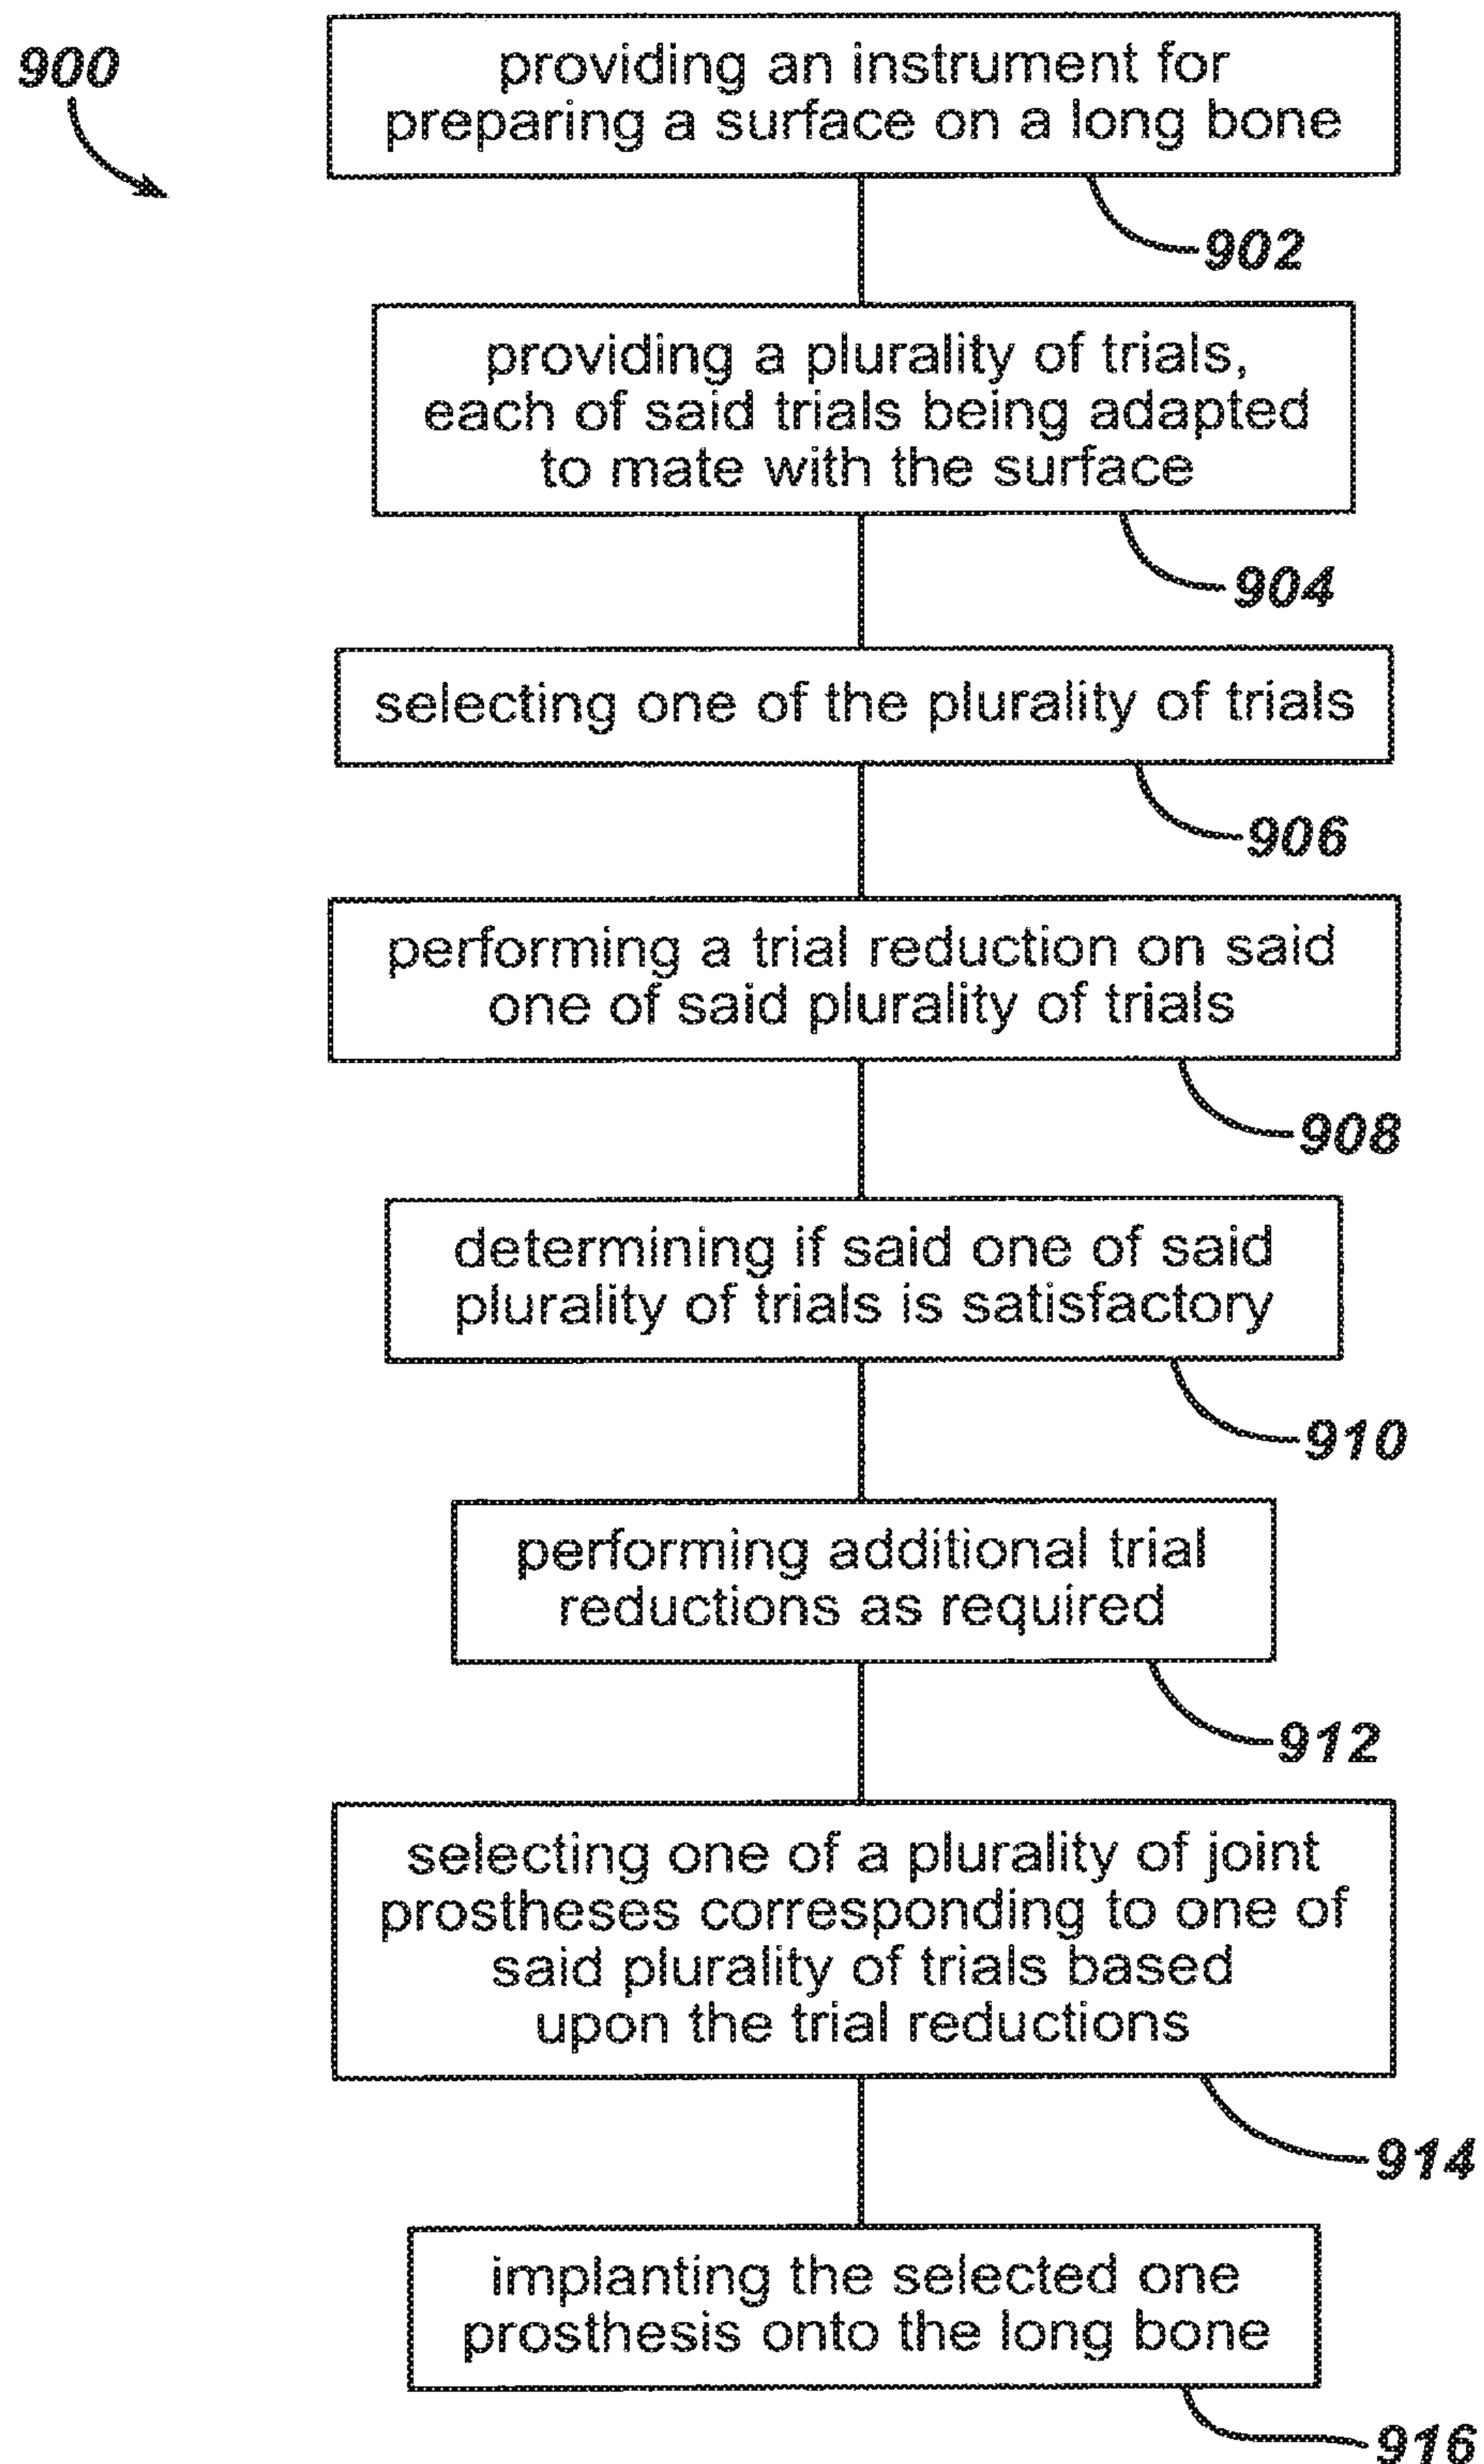 900
providing an instrument for
preparing a surface on a long bone
902
providing a plurality of trials,
each of said trials being adapted
to mate with the surface
904
selecting one of the plurality of trials
906
performing a trial reduction on said
one of said plurality of trials
908
determining if said one of said
plurality of trials is satisfactory
910
performing additional trial
reductions as required
912
selecting one of a plurality of joint
prostheses corresponding to one of
said plurality of trials based
upon the trial reductions
914
implanting the selected one
prosthesis onto the long bone
916